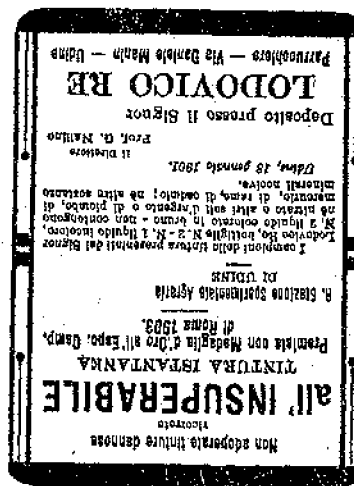 Non adoperate tinture dannose
ricorrete
all' INSUPERABILE
TINTURA ISTANTANEA
Premiata con Medaglia d'Oro all'Espo. Camp.
di Roma 1903.
R. Stazione Sperimentale Agraria
DI UDINE
I campioni della tintura presentati dal Signor
Lodovico Re, bottiglie N. 2 - N. 1 liquido incoloro,
N. 2 liquido colorato in bruno - non contengono
nè nitrato o altri sali d'argento o di piombo, di
mercurio, di rame, di cadmio; nè altre sostanze
minerali nocive.
Udine, 18 gennaio 1901.
Il Direttore
Prof. G. Nallino
Deposito presso il Signor
LODOVICO RE
Parrucchiere — Via Daniele Manin — Udine